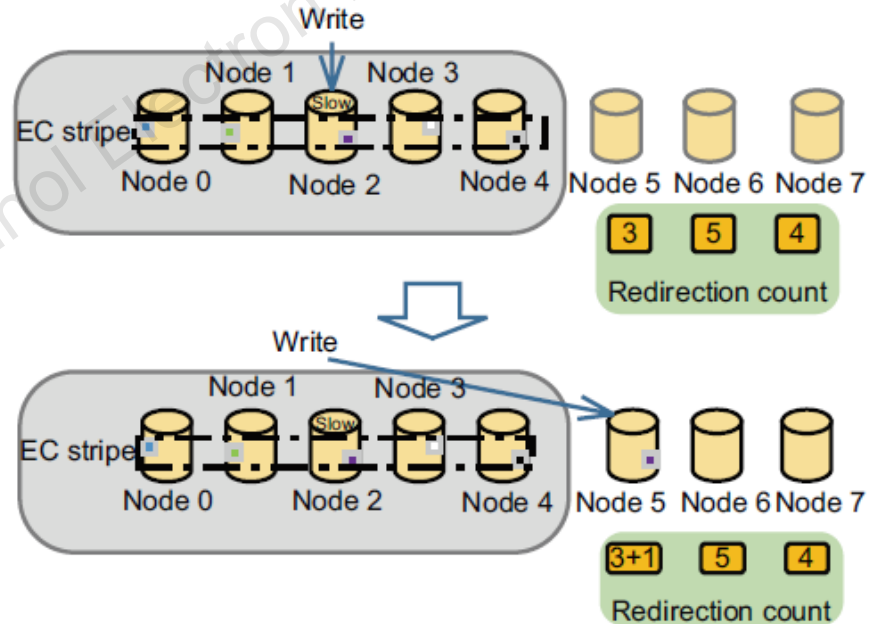 Write
Node 1
Node 3
Slow
EC stripe
Node 0
Node 2
Node 4
Node 5
Node 6
Node 7
3
5
4
Redirection count
Write
Node 1
Node 3
Slow
EC stripe
Node 0
Node 2
Node 4
Node 5
Node 6
Node 7
3+1
5
4
Redirection count